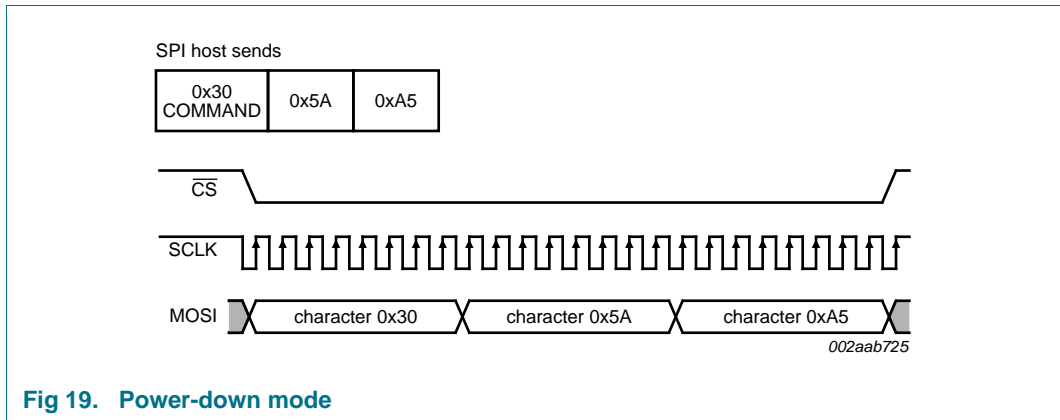 SPI host sends
0x30
COMMAND
0x5A
0xA5
CS
SCLK
MOSI
character 0x30
character 0x5A
character 0xA5
002aab725
Fig 19. Power-down mode